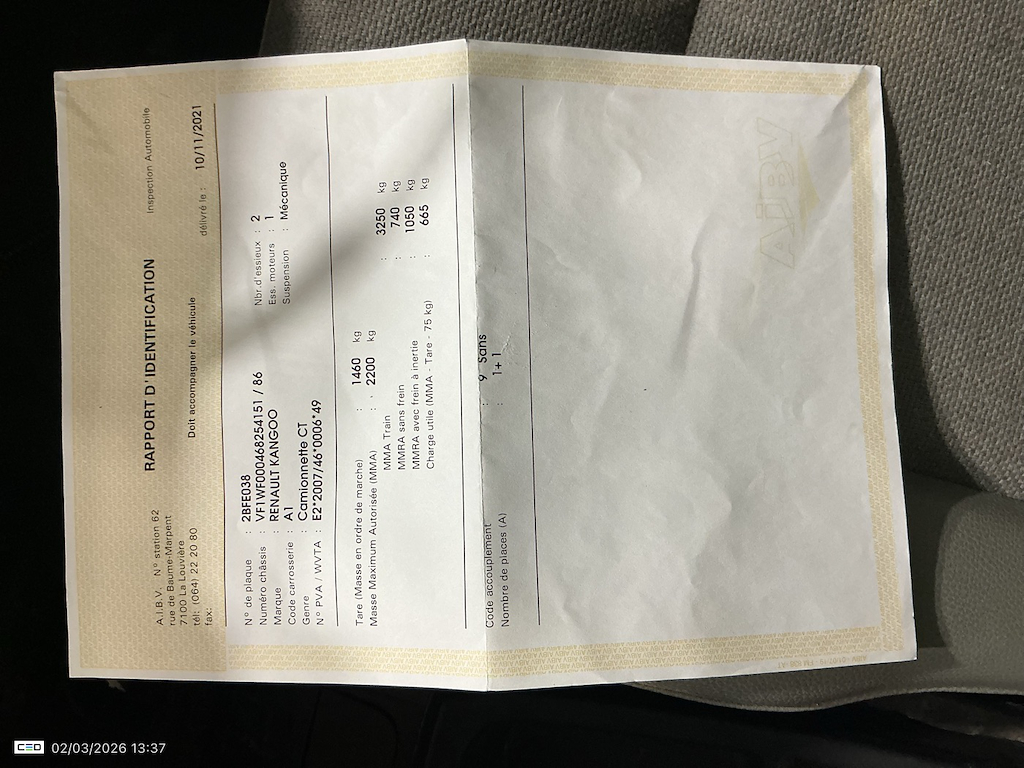 A.I.B.V. N° station 62
rue de Baume-Marpent
7100 La Louvière
tél: (064) 22 20 80
fax:
RAPPORT D'IDENTIFICATION
Doit accompagner le véhicule
Inspection Automobile
délivré le : 10/11/2021
N° de plaque : 2BFE038
Numéro châssis : VF1WF000468254151 / 86
Marque : RENAULT KANGOO
Code carrosserie : A1
Genre : Camionnette CT
N° PVA / WVTA : E2*2007/46*0006*49
Nbr.d'essieux : 2
Ess. moteurs : 1
Suspension : Mécanique
Tare (Masse en ordre de marche) : 1460 kg
Masse Maximum Autorisée (MMA) : 2200 kg
MMA Train : 3250 kg
MMRA sans frein : 740 kg
MMRA avec frein à inertie : 1050 kg
Charge utile (MMA - Tare - 75 kg) : 665 kg
Code accouplement : 9 Sans
Nombre de places (A) : 1+1
AIBV
CEO 02/03/2026 13:37